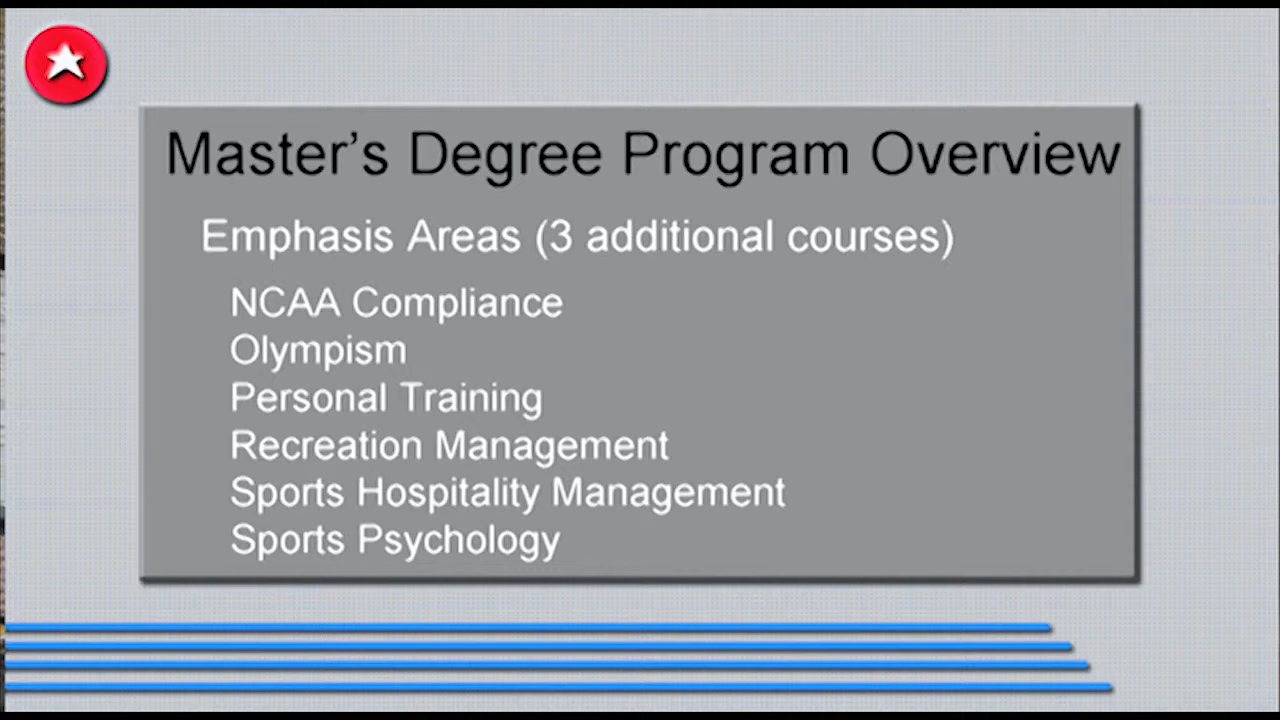 Master’s Degree Program Overview
Emphasis Areas (3 additional courses)
NCAA Compliance
Olympism
Personal Training
Recreation Management
Sports Hospitality Management
Sports Psychology